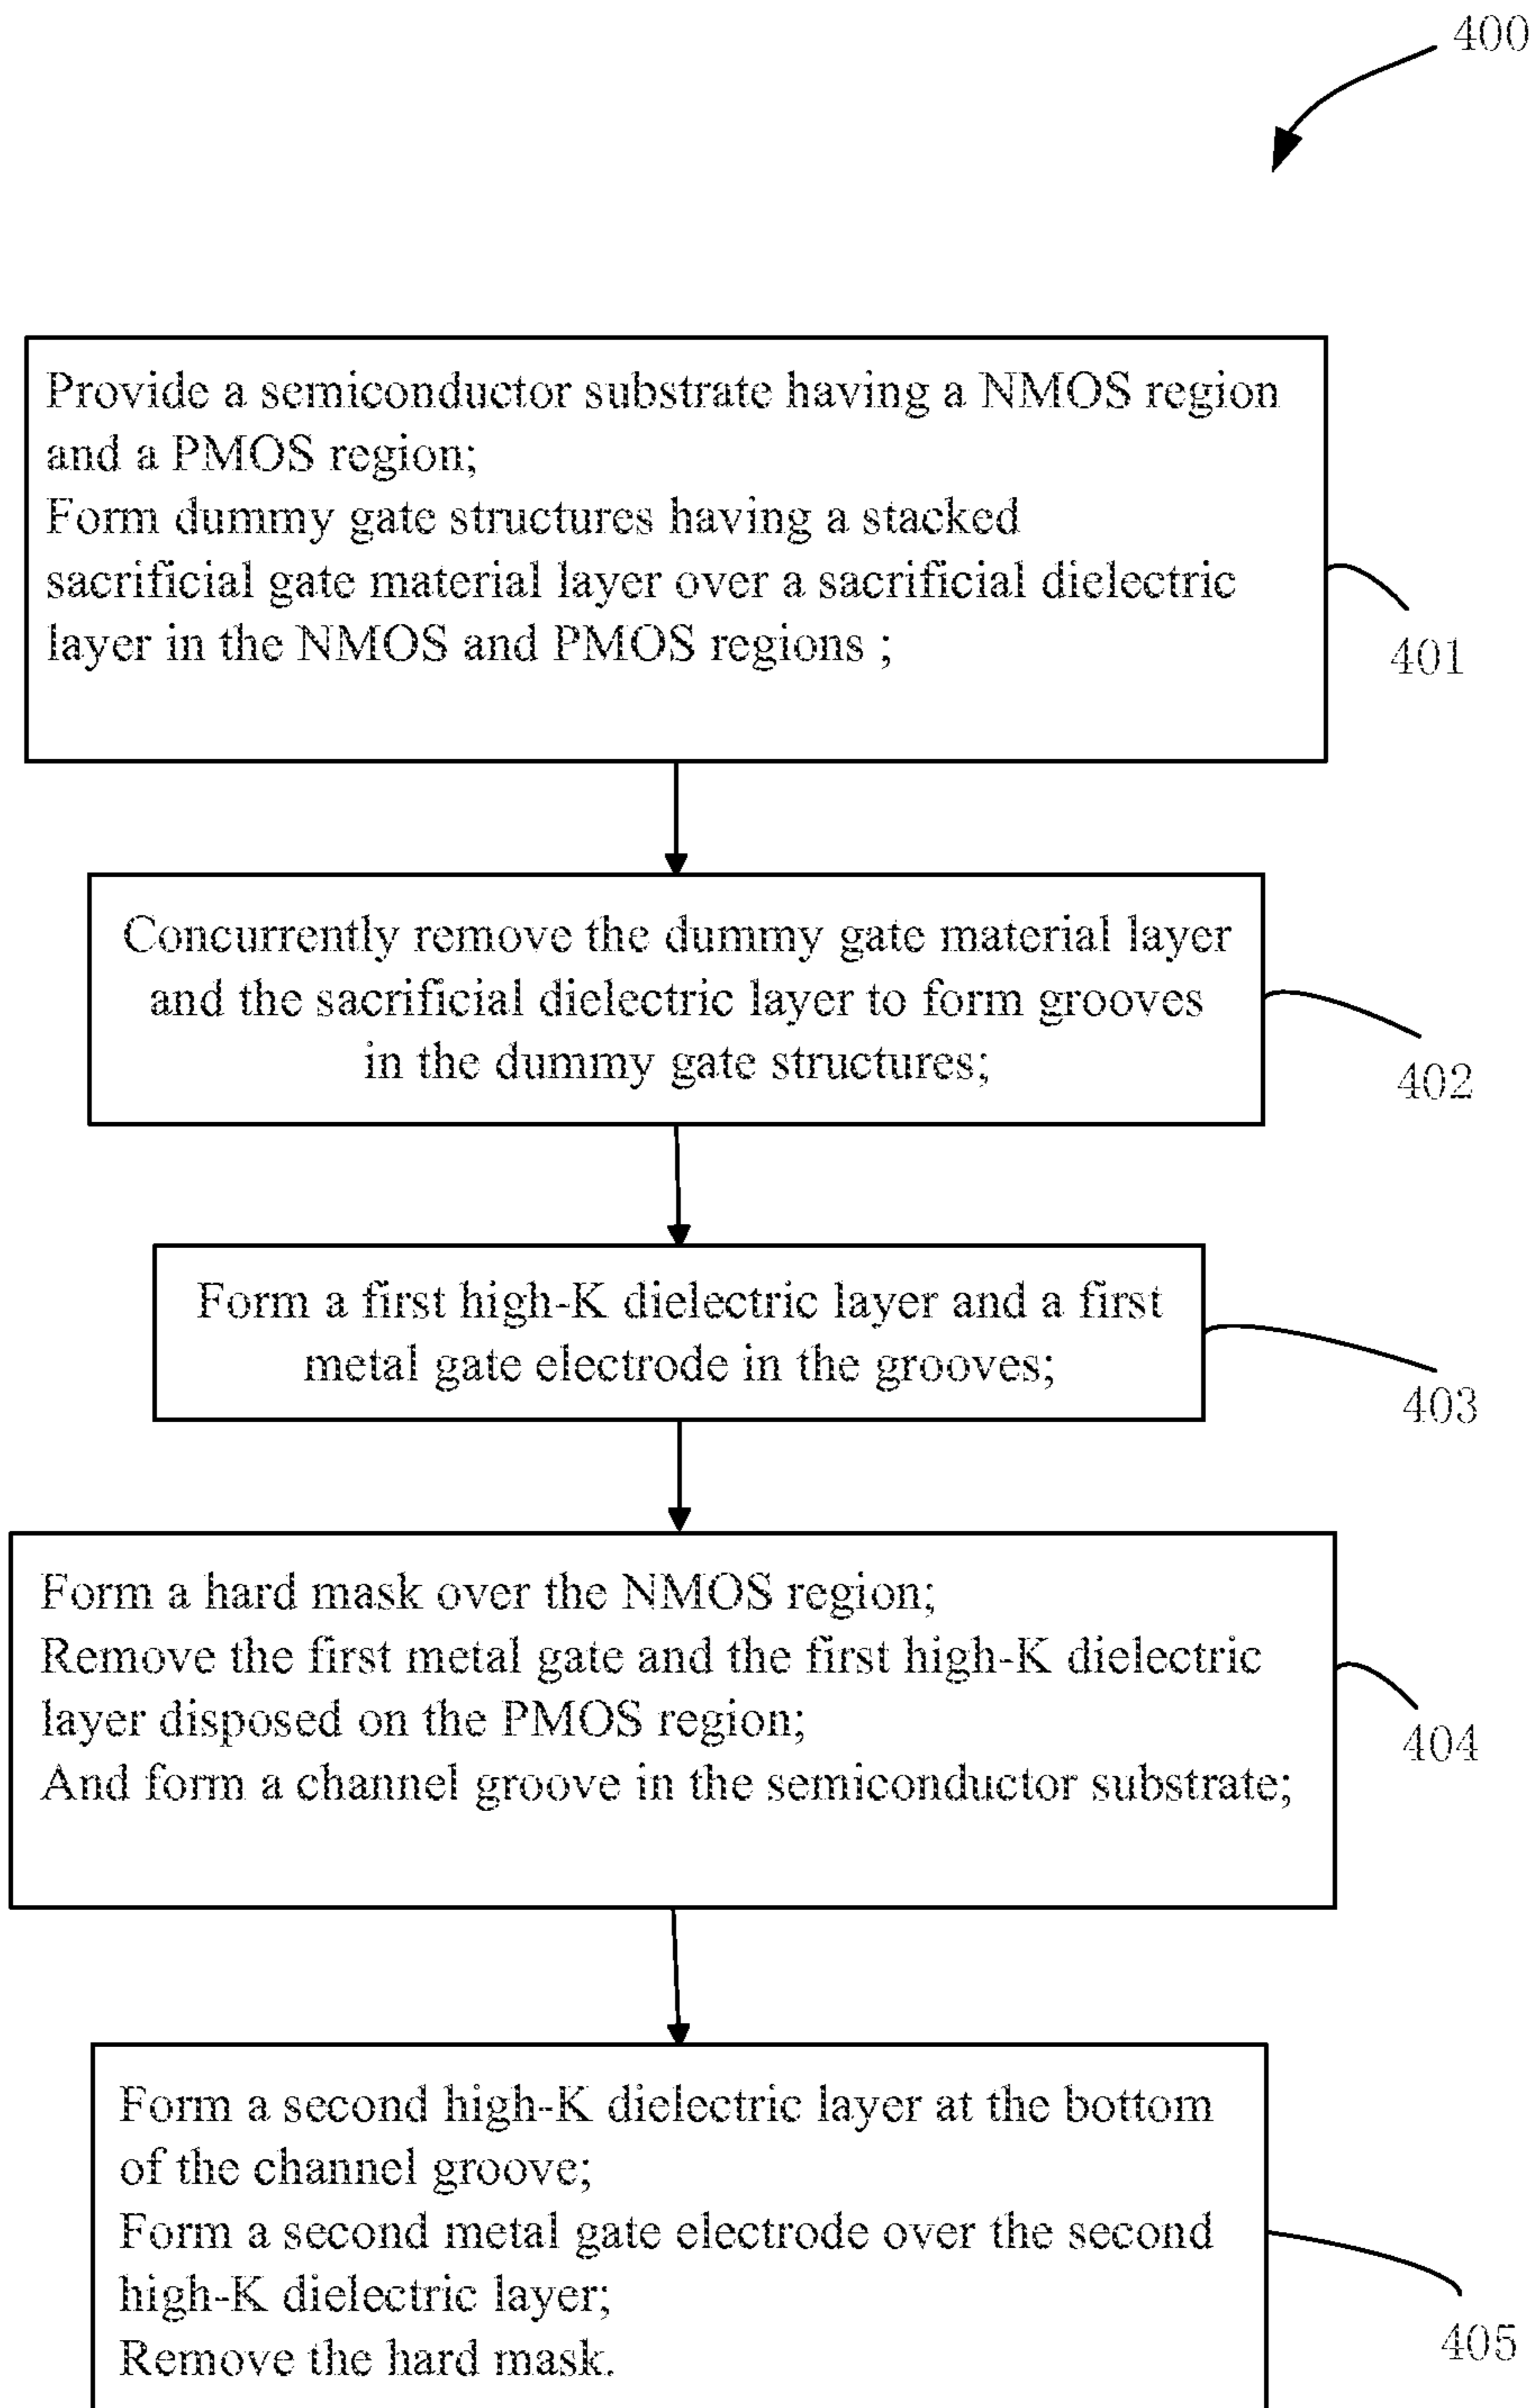 400
Provide a semiconductor substrate having a NMOS region
and a PMOS region;
Form dummy gate structures having a stacked
sacrificial gate material layer over a sacrificial dielectric
layer in the NMOS and PMOS regions ;
401
Concurrently remove the dummy gate material layer
and the sacrificial dielectric layer to form grooves
in the dummy gate structures;
402
Form a first high-K dielectric layer and a first
metal gate electrode in the grooves;
403
Form a hard mask over the NMOS region;
Remove the first metal gate and the first high-K dielectric
layer disposed on the PMOS region;
And form a channel groove in the semiconductor substrate;
404
Form a second high-K dielectric layer at the bottom
of the channel groove;
Form a second metal gate electrode over the second
high-K dielectric layer;
Remove the hard mask.
405